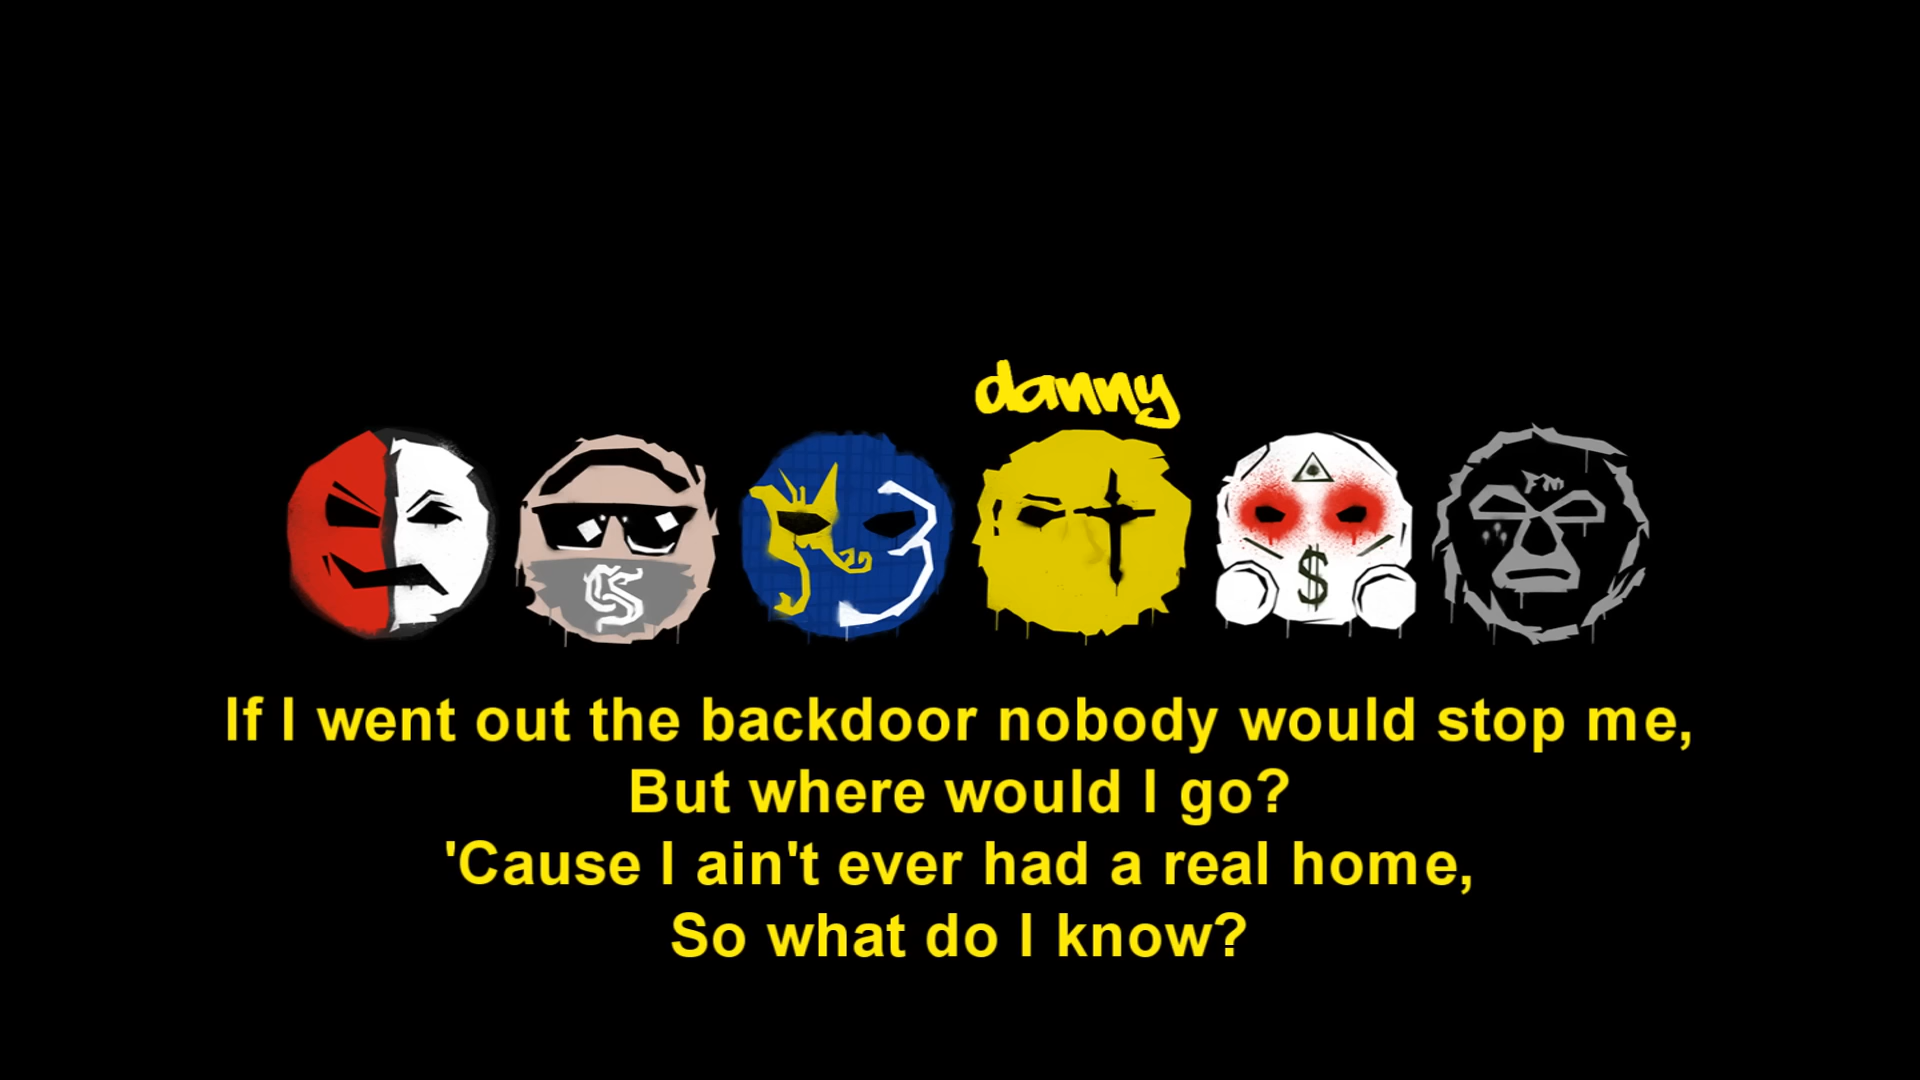 danny
FM
$
If I went out the backdoor nobody would stop me,
But where would I go?
'Cause I ain't ever had a real home,
So what do I know?